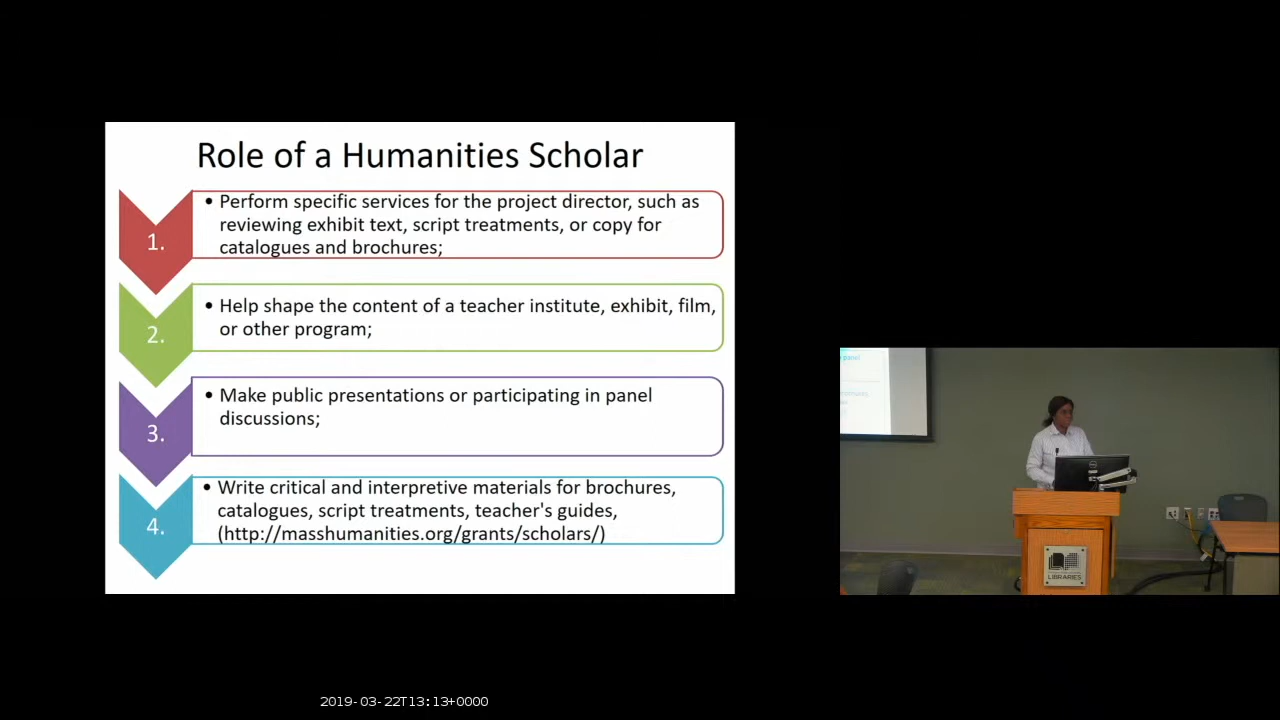 Role of a Humanities Scholar
1.
• Perform specific services for the project director, such as
reviewing exhibit text, script treatments, or copy for
catalogues and brochures;
2.
• Help shape the content of a teacher institute, exhibit, film,
or other program;
3.
• Make public presentations or participating in panel
discussions;
4.
• Write critical and interpretive materials for brochures,
catalogues, script treatments, teacher's guides,
(http://masshumanities.org/grants/scholars/)
panel
LIBRARIES
2019-03-22T13:13+0000